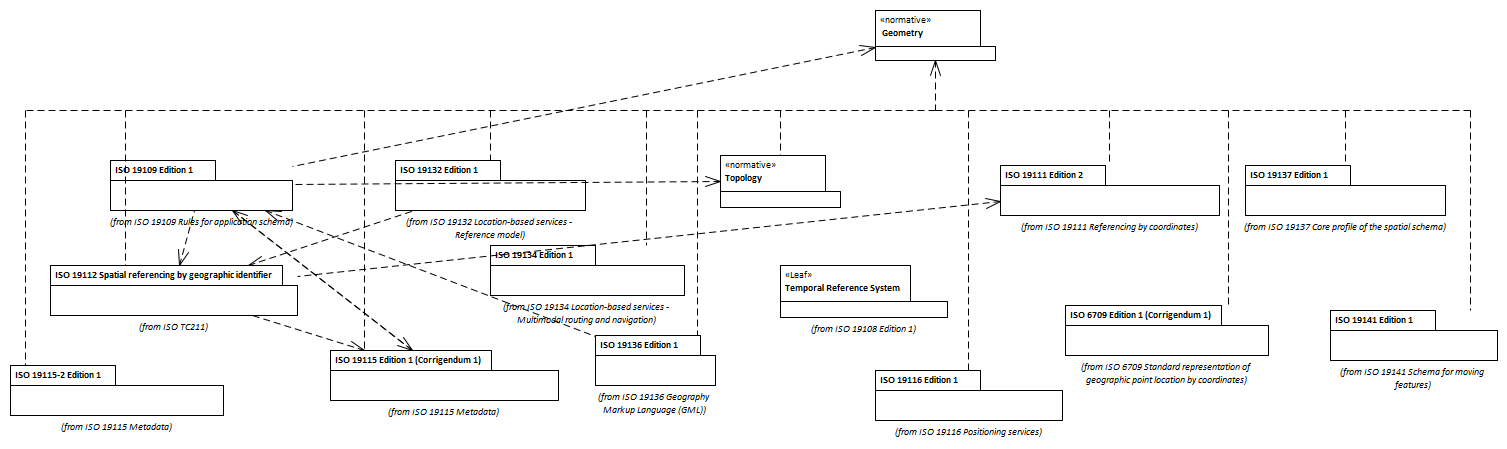 «normative»
Geometry
ISO 19109 Edition 1
(from ISO 19109 Rules for application schema)
ISO 19132 Edition 1
(from ISO 19132 Location-based services -
Reference model)
«normative»
Topology
ISO 19111 Edition 2
(from ISO 19111 Referencing by coordinates)
ISO 19137 Edition 1
(from ISO 19137 Core profile of the spatial schema)
ISO 19112 Spatial referencing by geographic identifier
(from ISO TC211)
ISO 19134 Edition 1
(from ISO 19134 Location-based services -
Multimodal routing and navigation)
«Leaf»
Temporal Reference System
(from ISO 19108 Edition 1)
ISO 6709 Edition 1 (Corrigendum 1)
(from ISO 6709 Standard representation of
geographic point location by coordinates)
ISO 19141 Edition 1
(from ISO 19141 Schema for moving
features)
ISO 19115-2 Edition 1
(from ISO 19115 Metadata)
ISO 19115 Edition 1 (Corrigendum 1)
(from ISO 19115 Metadata)
ISO 19136 Edition 1
(from ISO 19136 Geography
Markup Language (GML))
ISO 19116 Edition 1
(from ISO 19116 Positioning services)